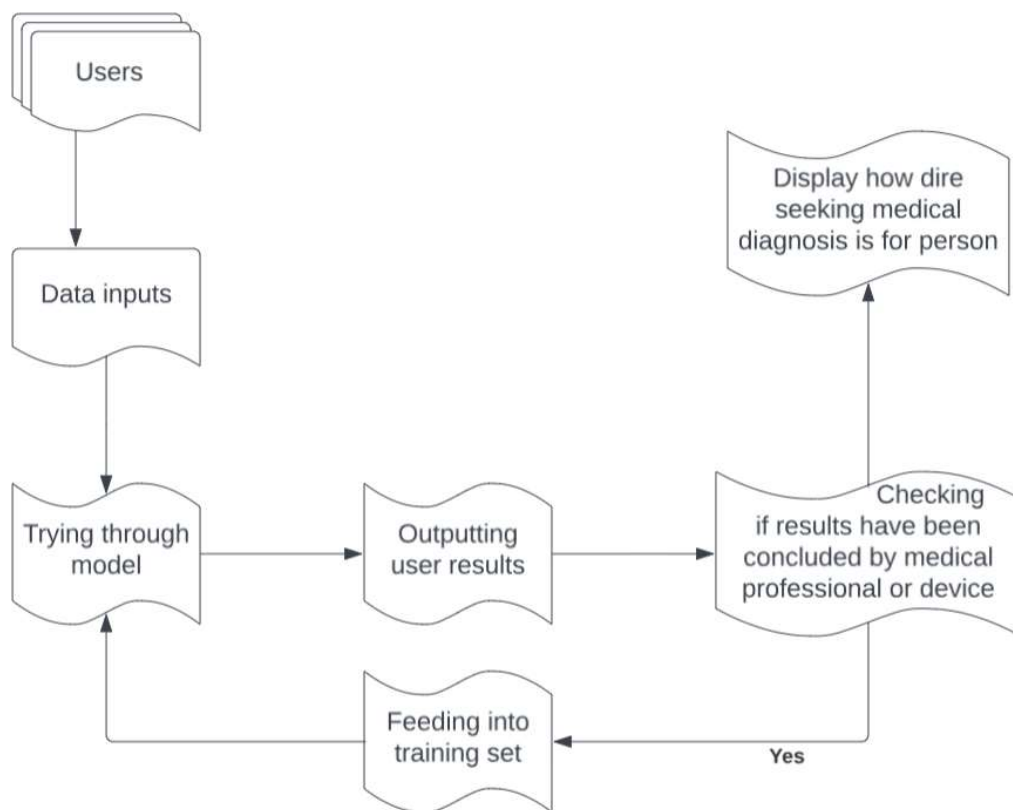 Users
Data inputs
Display how dire
seeking medical
diagnosis is for person
Trying through
model
Outputting
user results
Checking
if results have been
concluded by medical
professional or device
Feeding into
training set
Yes